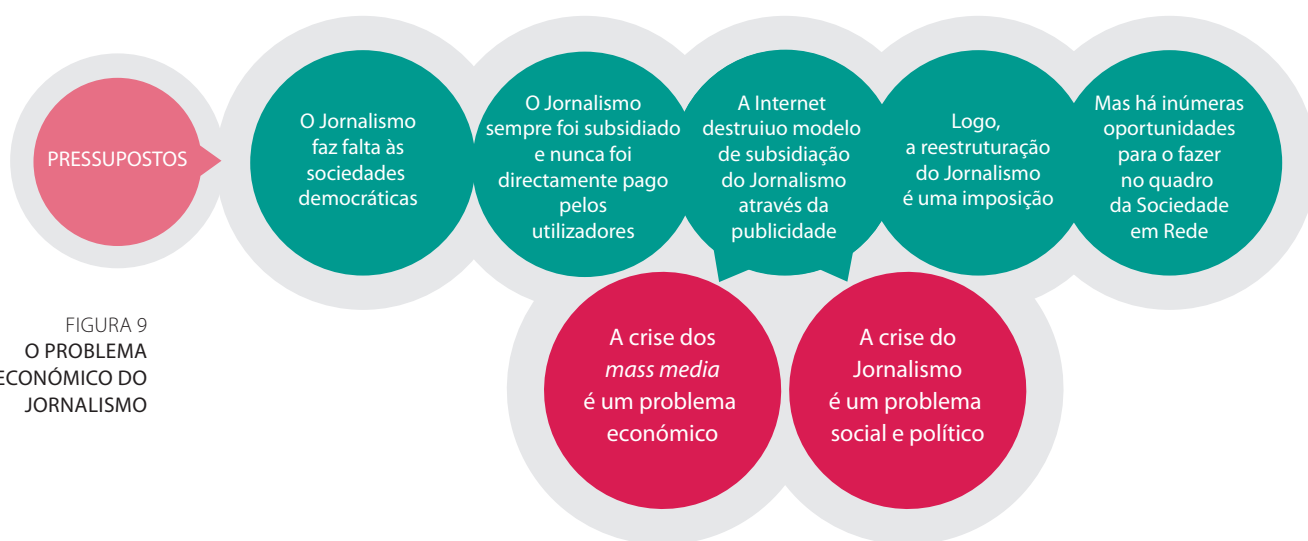 PRESSUPOSTOS
O Jornalismo
faz falta às
sociedades
democráticas
O Jornalismo
sempre foi subsidiado
e nunca foi
directamente pago
pelos
utilizadores
A Internet
destruiuo modelo
de subsidiação
do Jornalismo
através da
publicidade
Logo,
a reestruturação
do Jornalismo
é uma imposição
Mas há inúmeras
oportunidades
para o fazer
no quadro
da Sociedade
em Rede
A crise dos
mass media
é um problema
económico
A crise do
Jornalismo
é um problema
social e político
FIGURA 9
O PROBLEMA
ECONÓMICO DO
JORNALISMO